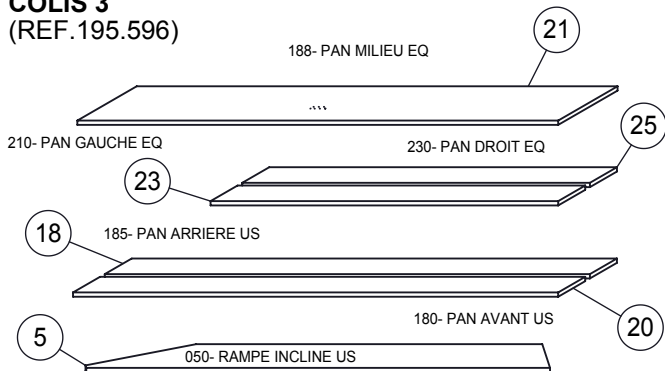 COLIS 3
(REF.195.596)
188- PAN MILIEU EQ
21
210- PAN GAUCHE EQ
230- PAN DROIT EQ
25
23
18
185- PAN ARRIERE US
180- PAN AVANT US
20
5
050- RAMPE INCLINE US